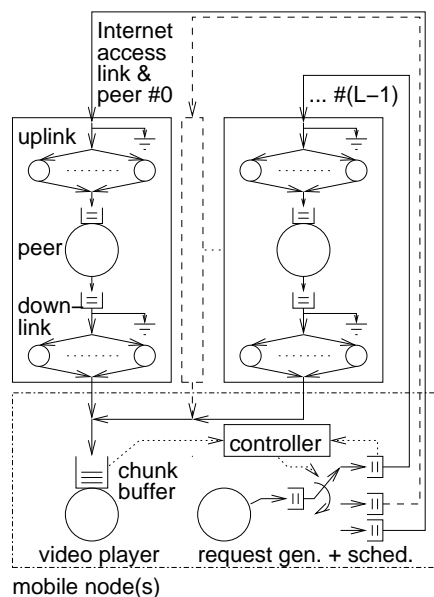 Internet
access
link &
peer #0
... #(L−1)
uplink
peer
down−
link
controller
chunk
buffer
video player
request gen. + sched.
mobile node(s)